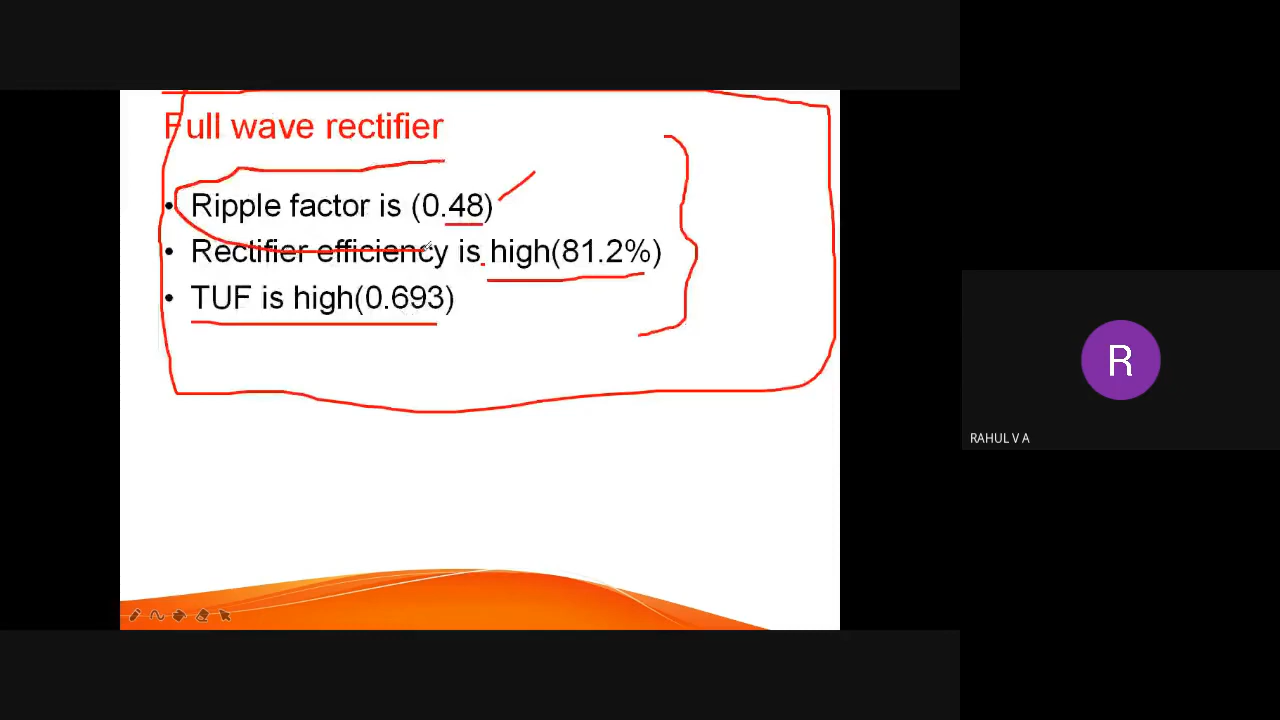 Full wave rectifier
• Ripple factor is (0.48)
• Rectifier efficiency is high(81.2%)
• TUF is high(0.693)
R
RAHUL V A